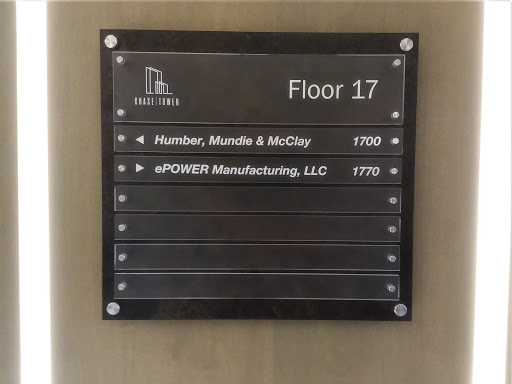 CHASE | TOWER
Floor 17
◀ Humber, Mundie & McClay 1700
▶ ePOWER Manufacturing, LLC 1770